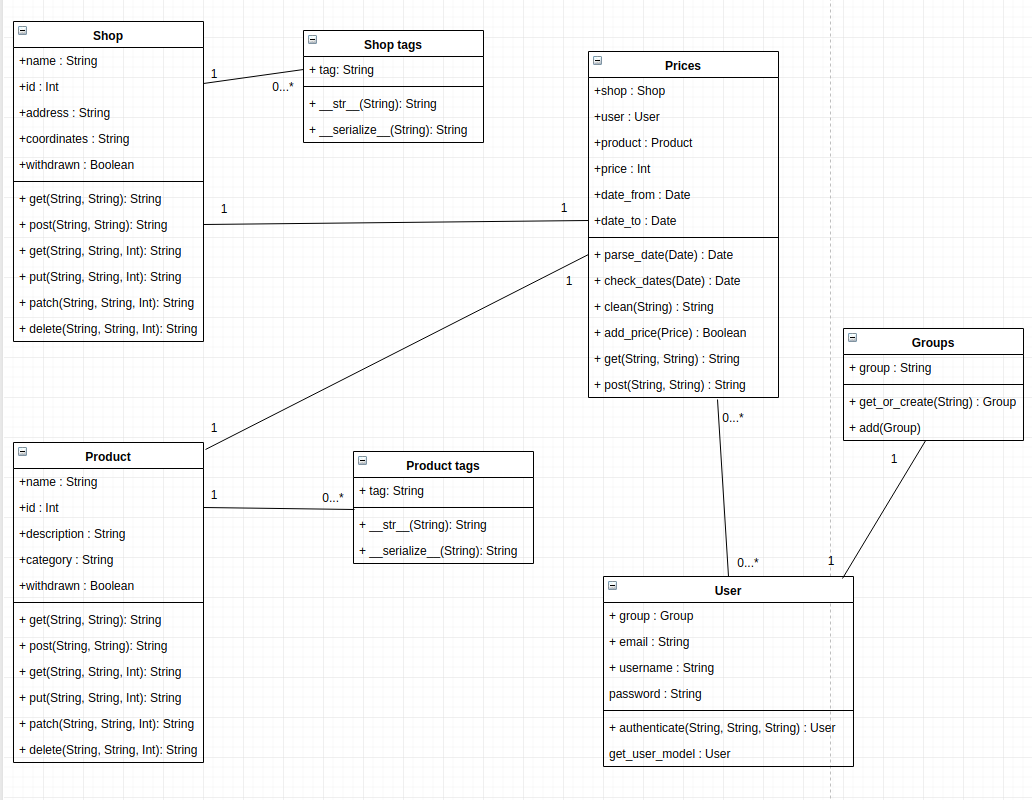 Shop
+name : String
+id : Int
+address : String
+coordinates : String
+withdrawn : Boolean
+ get(String, String): String
+ post(String, String): String
+ get(String, String, Int): String
+ put(String, String, Int): String
+ patch(String, String, Int): String
+ delete(String, String, Int): String
1
0...*
Shop tags
+ tag: String
+ __str__(String): String
+ __serialize__(String): String
1
1
Prices
+shop : Shop
+user : User
+product : Product
+price : Int
+date_from : Date
+date_to : Date
+ parse_date(Date) : Date
+ check_dates(Date) : Date
+ clean(String) : String
+ add_price(Price) : Boolean
+ get(String, String) : String
+ post(String, String) : String
1
1
0...*
0...*
Groups
+ group : String
+ get_or_create(String) : Group
+ add(Group)
1
1
Product
+name : String
+id : Int
+description : String
+category : String
+withdrawn : Boolean
+ get(String, String): String
+ post(String, String): String
+ get(String, String, Int): String
+ put(String, String, Int): String
+ patch(String, String, Int): String
+ delete(String, String, Int): String
1
0...*
Product tags
+ tag: String
+ __str__(String): String
+ __serialize__(String): String
User
+ group : Group
+ email : String
+ username : String
password : String
+ authenticate(String, String, String) : User
get_user_model : User